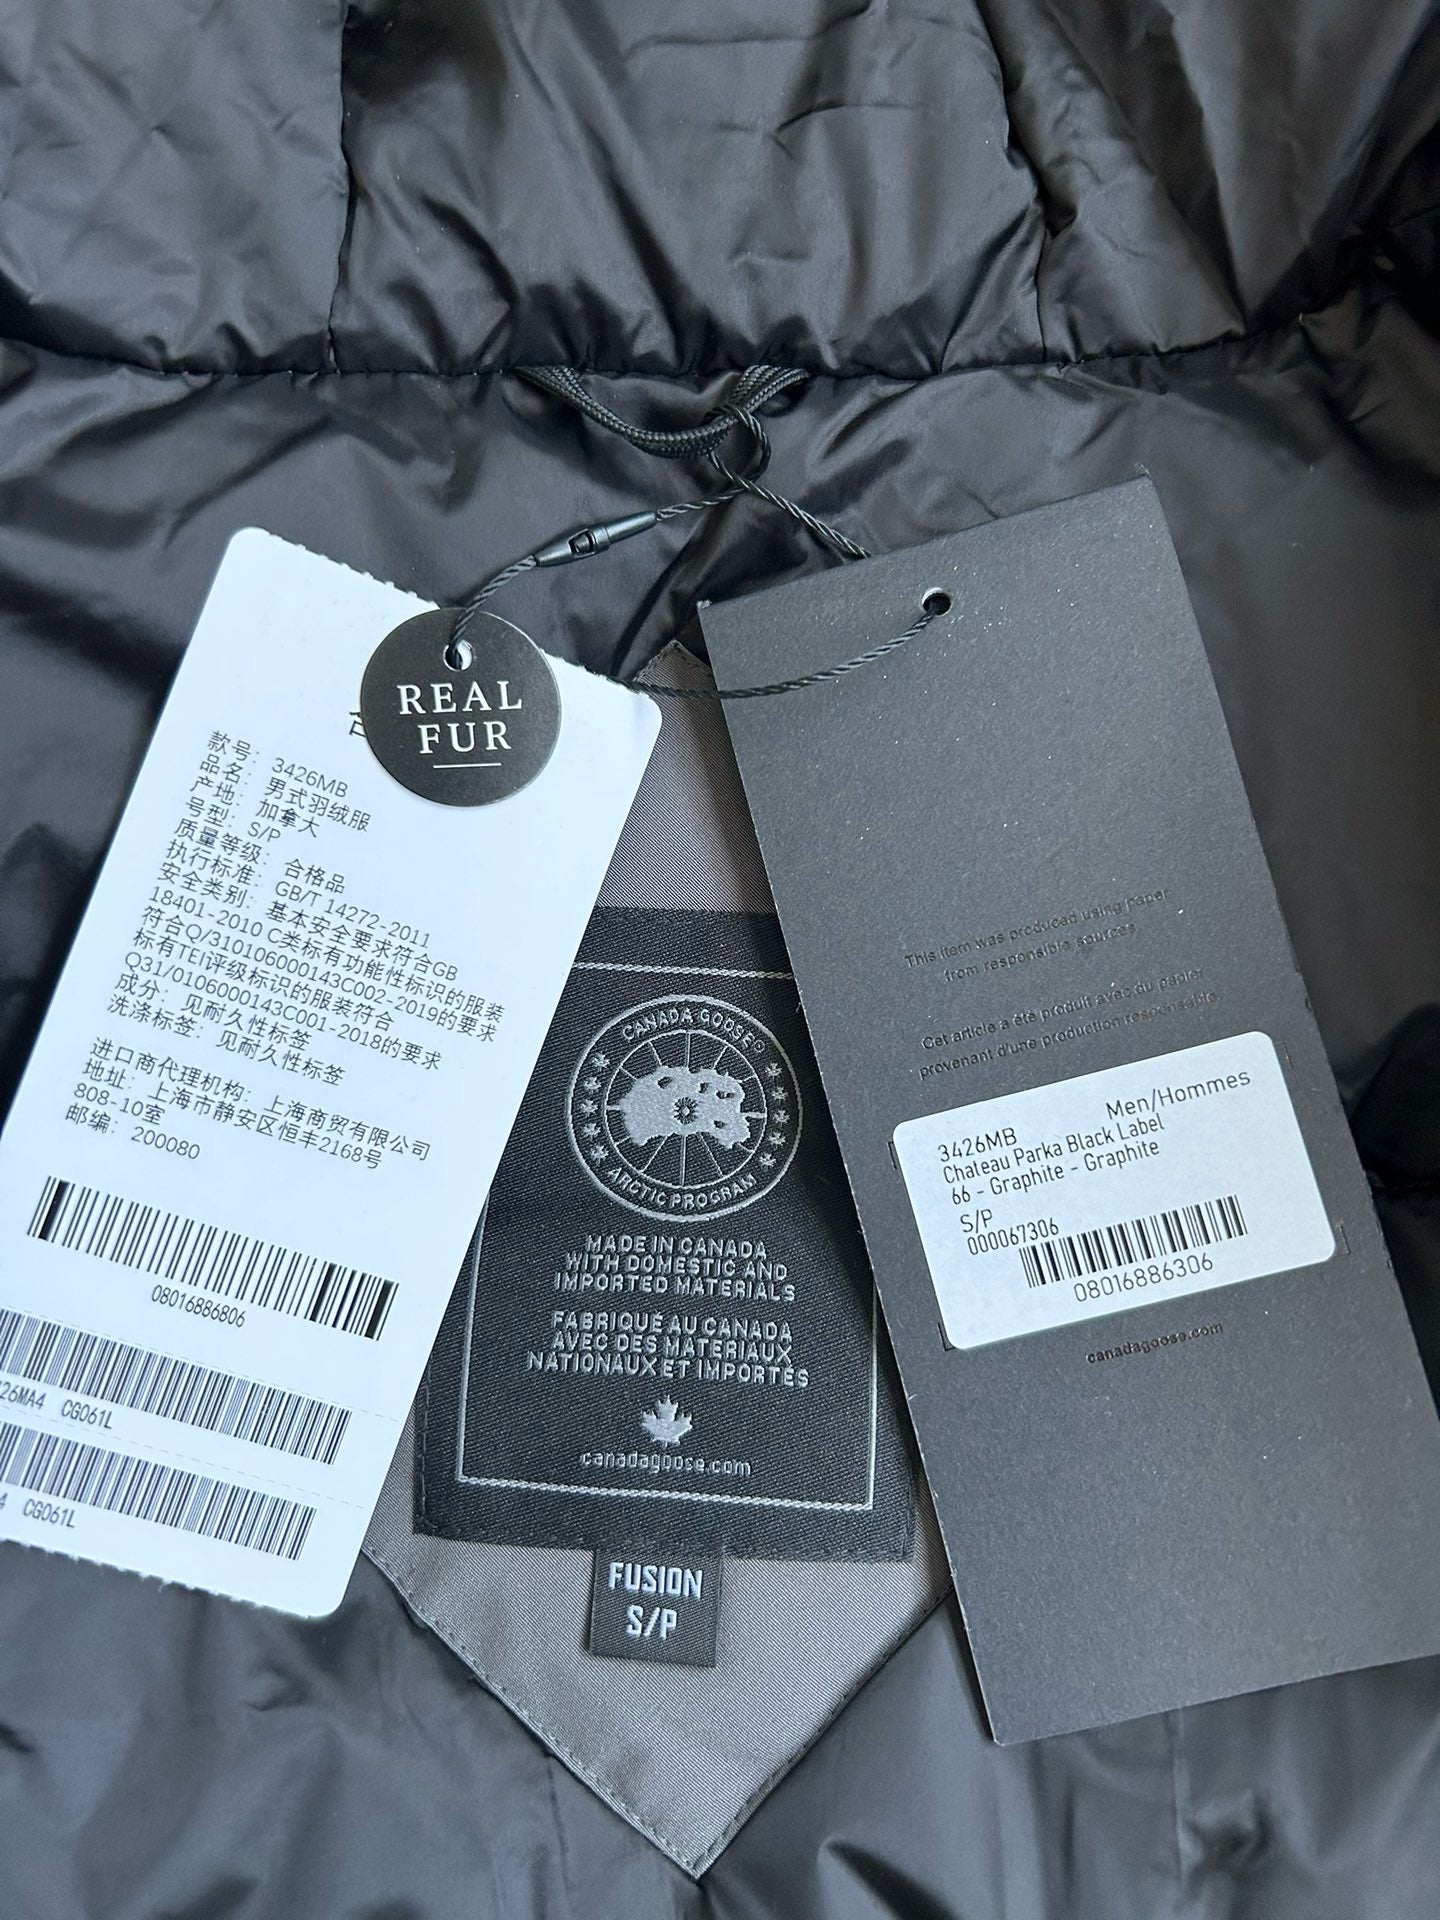 REAL
FUR
款号: 3426MB
品名: 男式羽绒服
产地: 加拿大
号型: S/P
质量等级: 合格品
执行标准: GB/T 14272-2011
安全类别: 基本安全要求符合GB
18401-2010 C类标有功能性标识的服装
符合Q/310106000143C002-2019的要求
标有TEI评级标识的服装符合
Q31/0106000143C001-2018的要求
成分: 见耐久性标签
洗涤标签: 见耐久性标签
进口商代理机构: 上海商贸有限公司
地址: 上海市静安区恒丰2168号
808-10室
邮编: 200080
08016886806
26MA4 CG061L
4 CG061L
CANADA GOOSE®
ARCTIC PROGRAM
MADE IN CANADA
WITH DOMESTIC AND
IMPORTED MATERIALS
FABRIQUÉ AU CANADA
AVEC DES MATERIAUX
NATIONAUX ET IMPORTÉS
canadagoose.com
FUSION
S/P
This item was produced using paper
from responsible sources.
Cet article a été produit avec du papier
provenant d'une production responsable.
Men/Hommes
3426MB
Chateau Parka Black Label
66 - Graphite - Graphite
S/P
000067306
08016886306
canadagoose.com